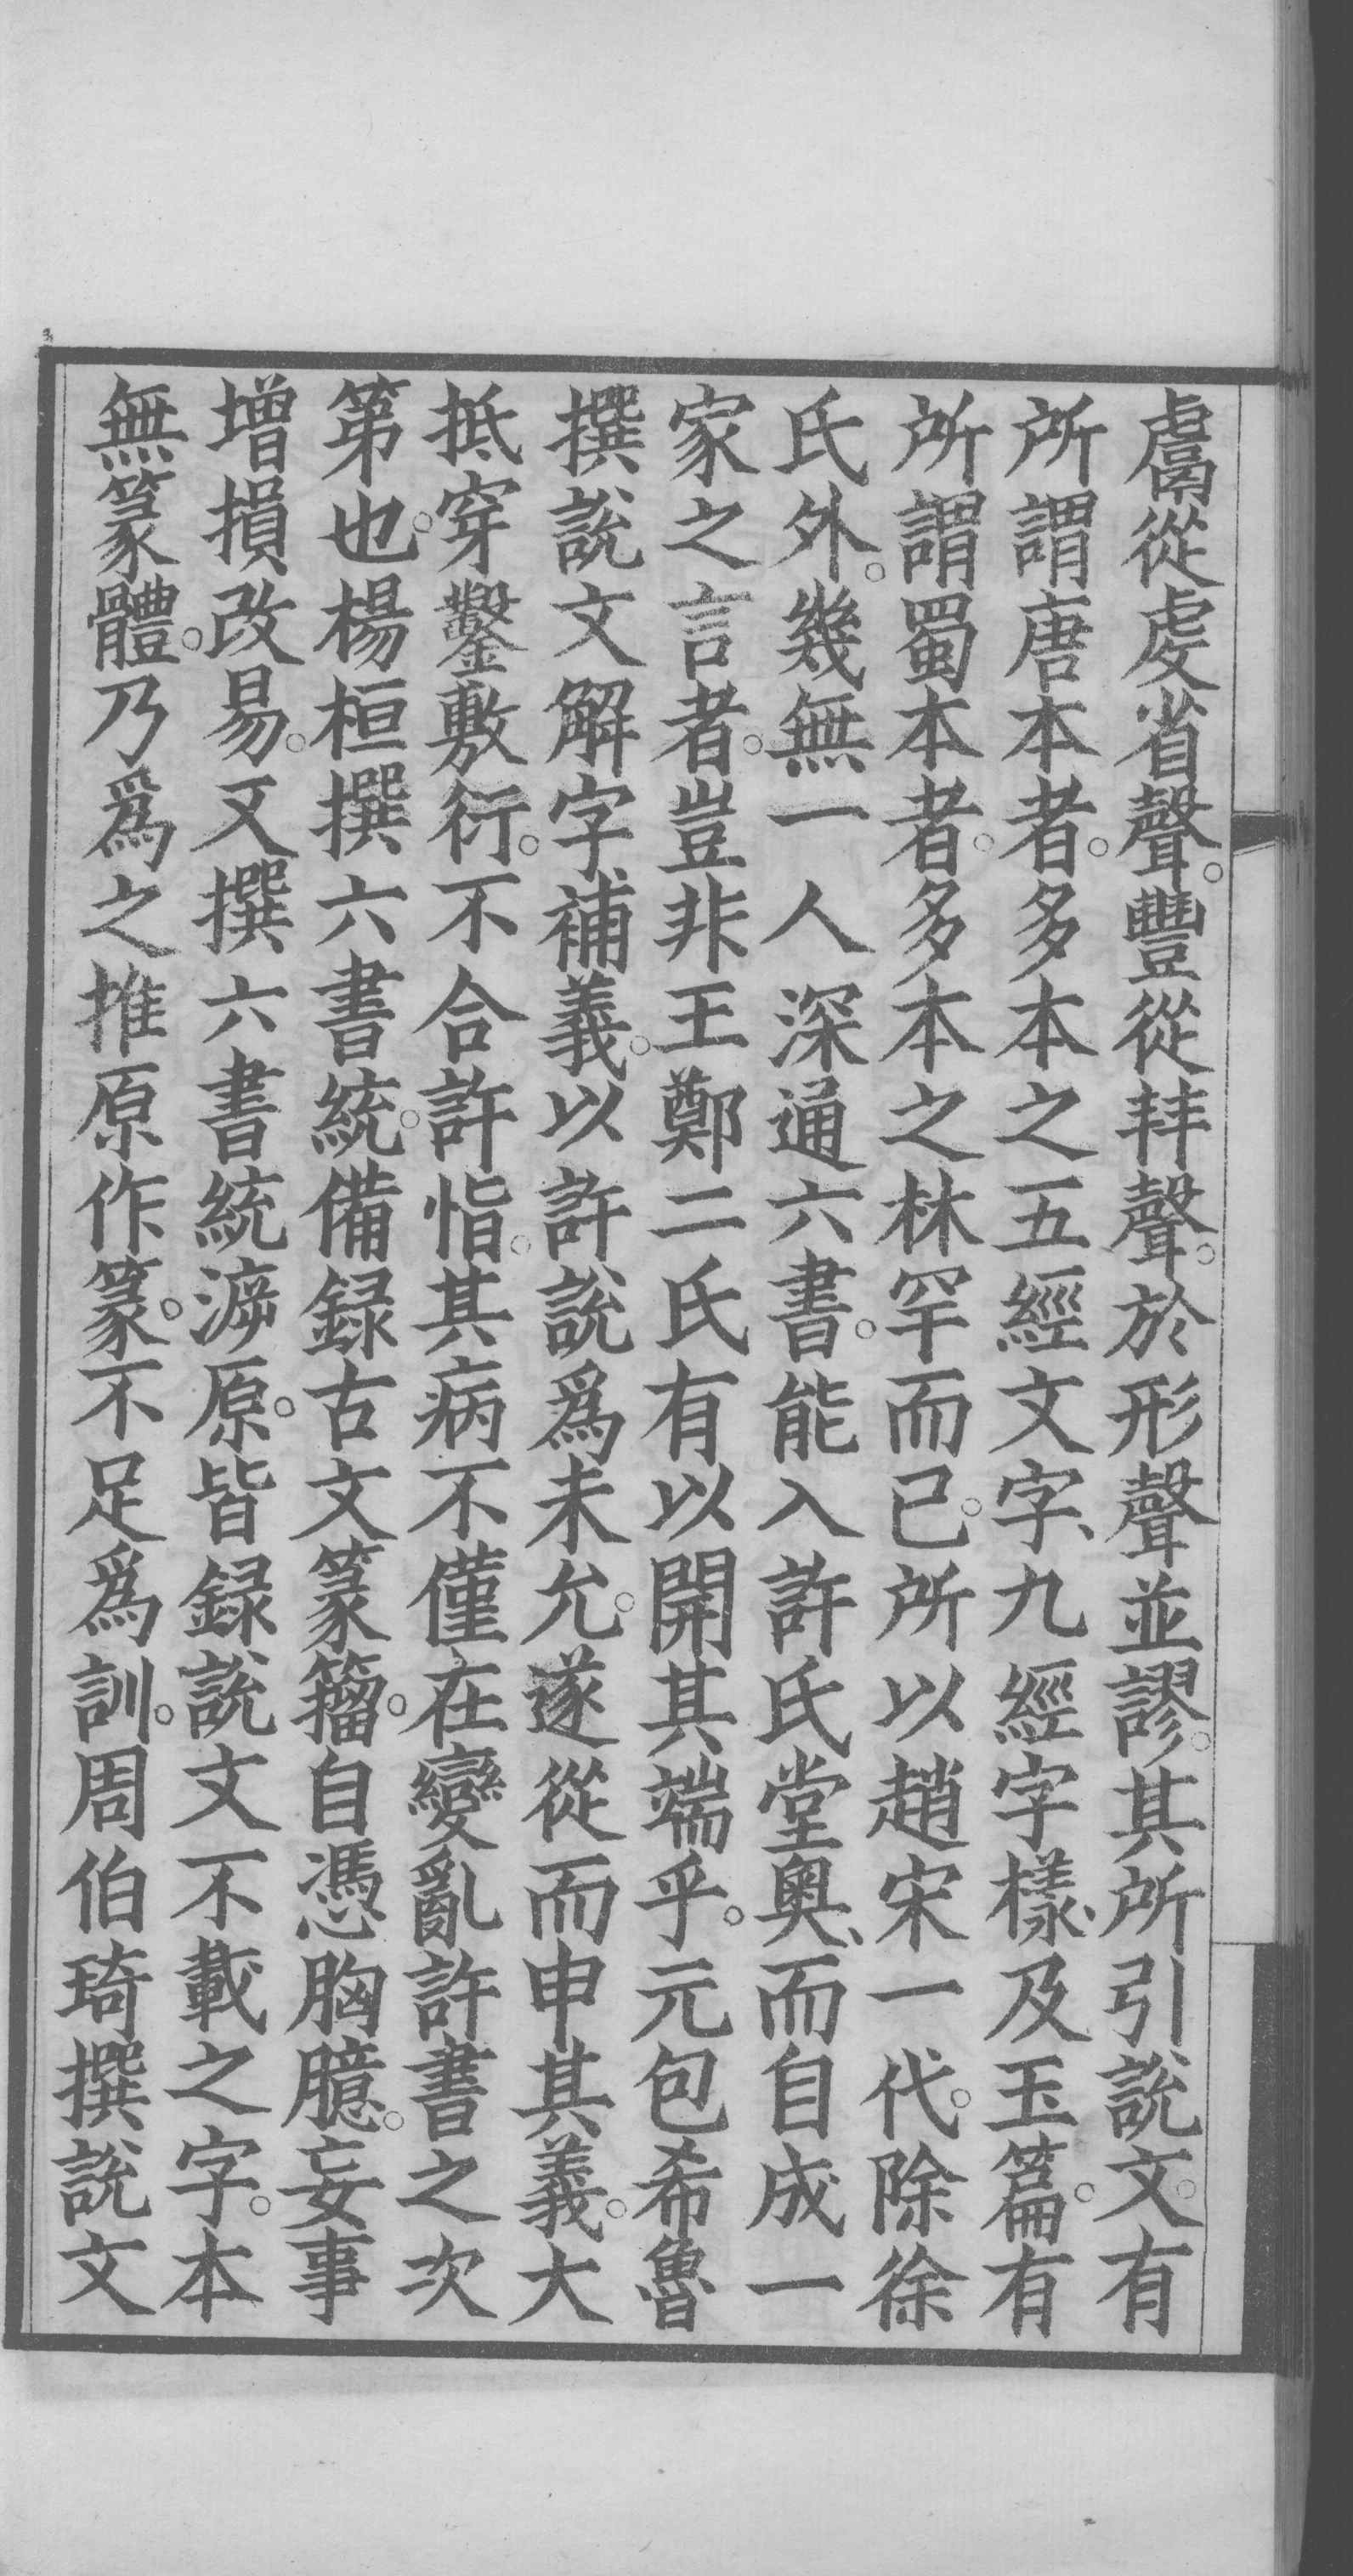 鬳從虔省聲。豐從𡴀聲。於形聲並謬。其所引說文。有
所謂唐本者。多本之五經文字、九經字樣、及玉篇。有
所謂蜀本者。多本之林罕而已。所以趙宋一代。除徐
氏外。幾無一人深通六書。能入許氏堂奧、而自成一
家之言者。豈非王鄭二氏有以開其端乎。元包希魯
撰說文解字補義。以許說爲未允。遂從而申其義。大
抵穿鑿敷衍。不合許恉。其病不僅在變亂許書之次
第也。楊桓撰六書統。備録古文篆籀。自憑胸臆。妄事
增損改易。又撰六書統泝原。皆録說文不載之字。本
無篆體。乃爲之推原作篆。不足爲訓。周伯琦撰說文